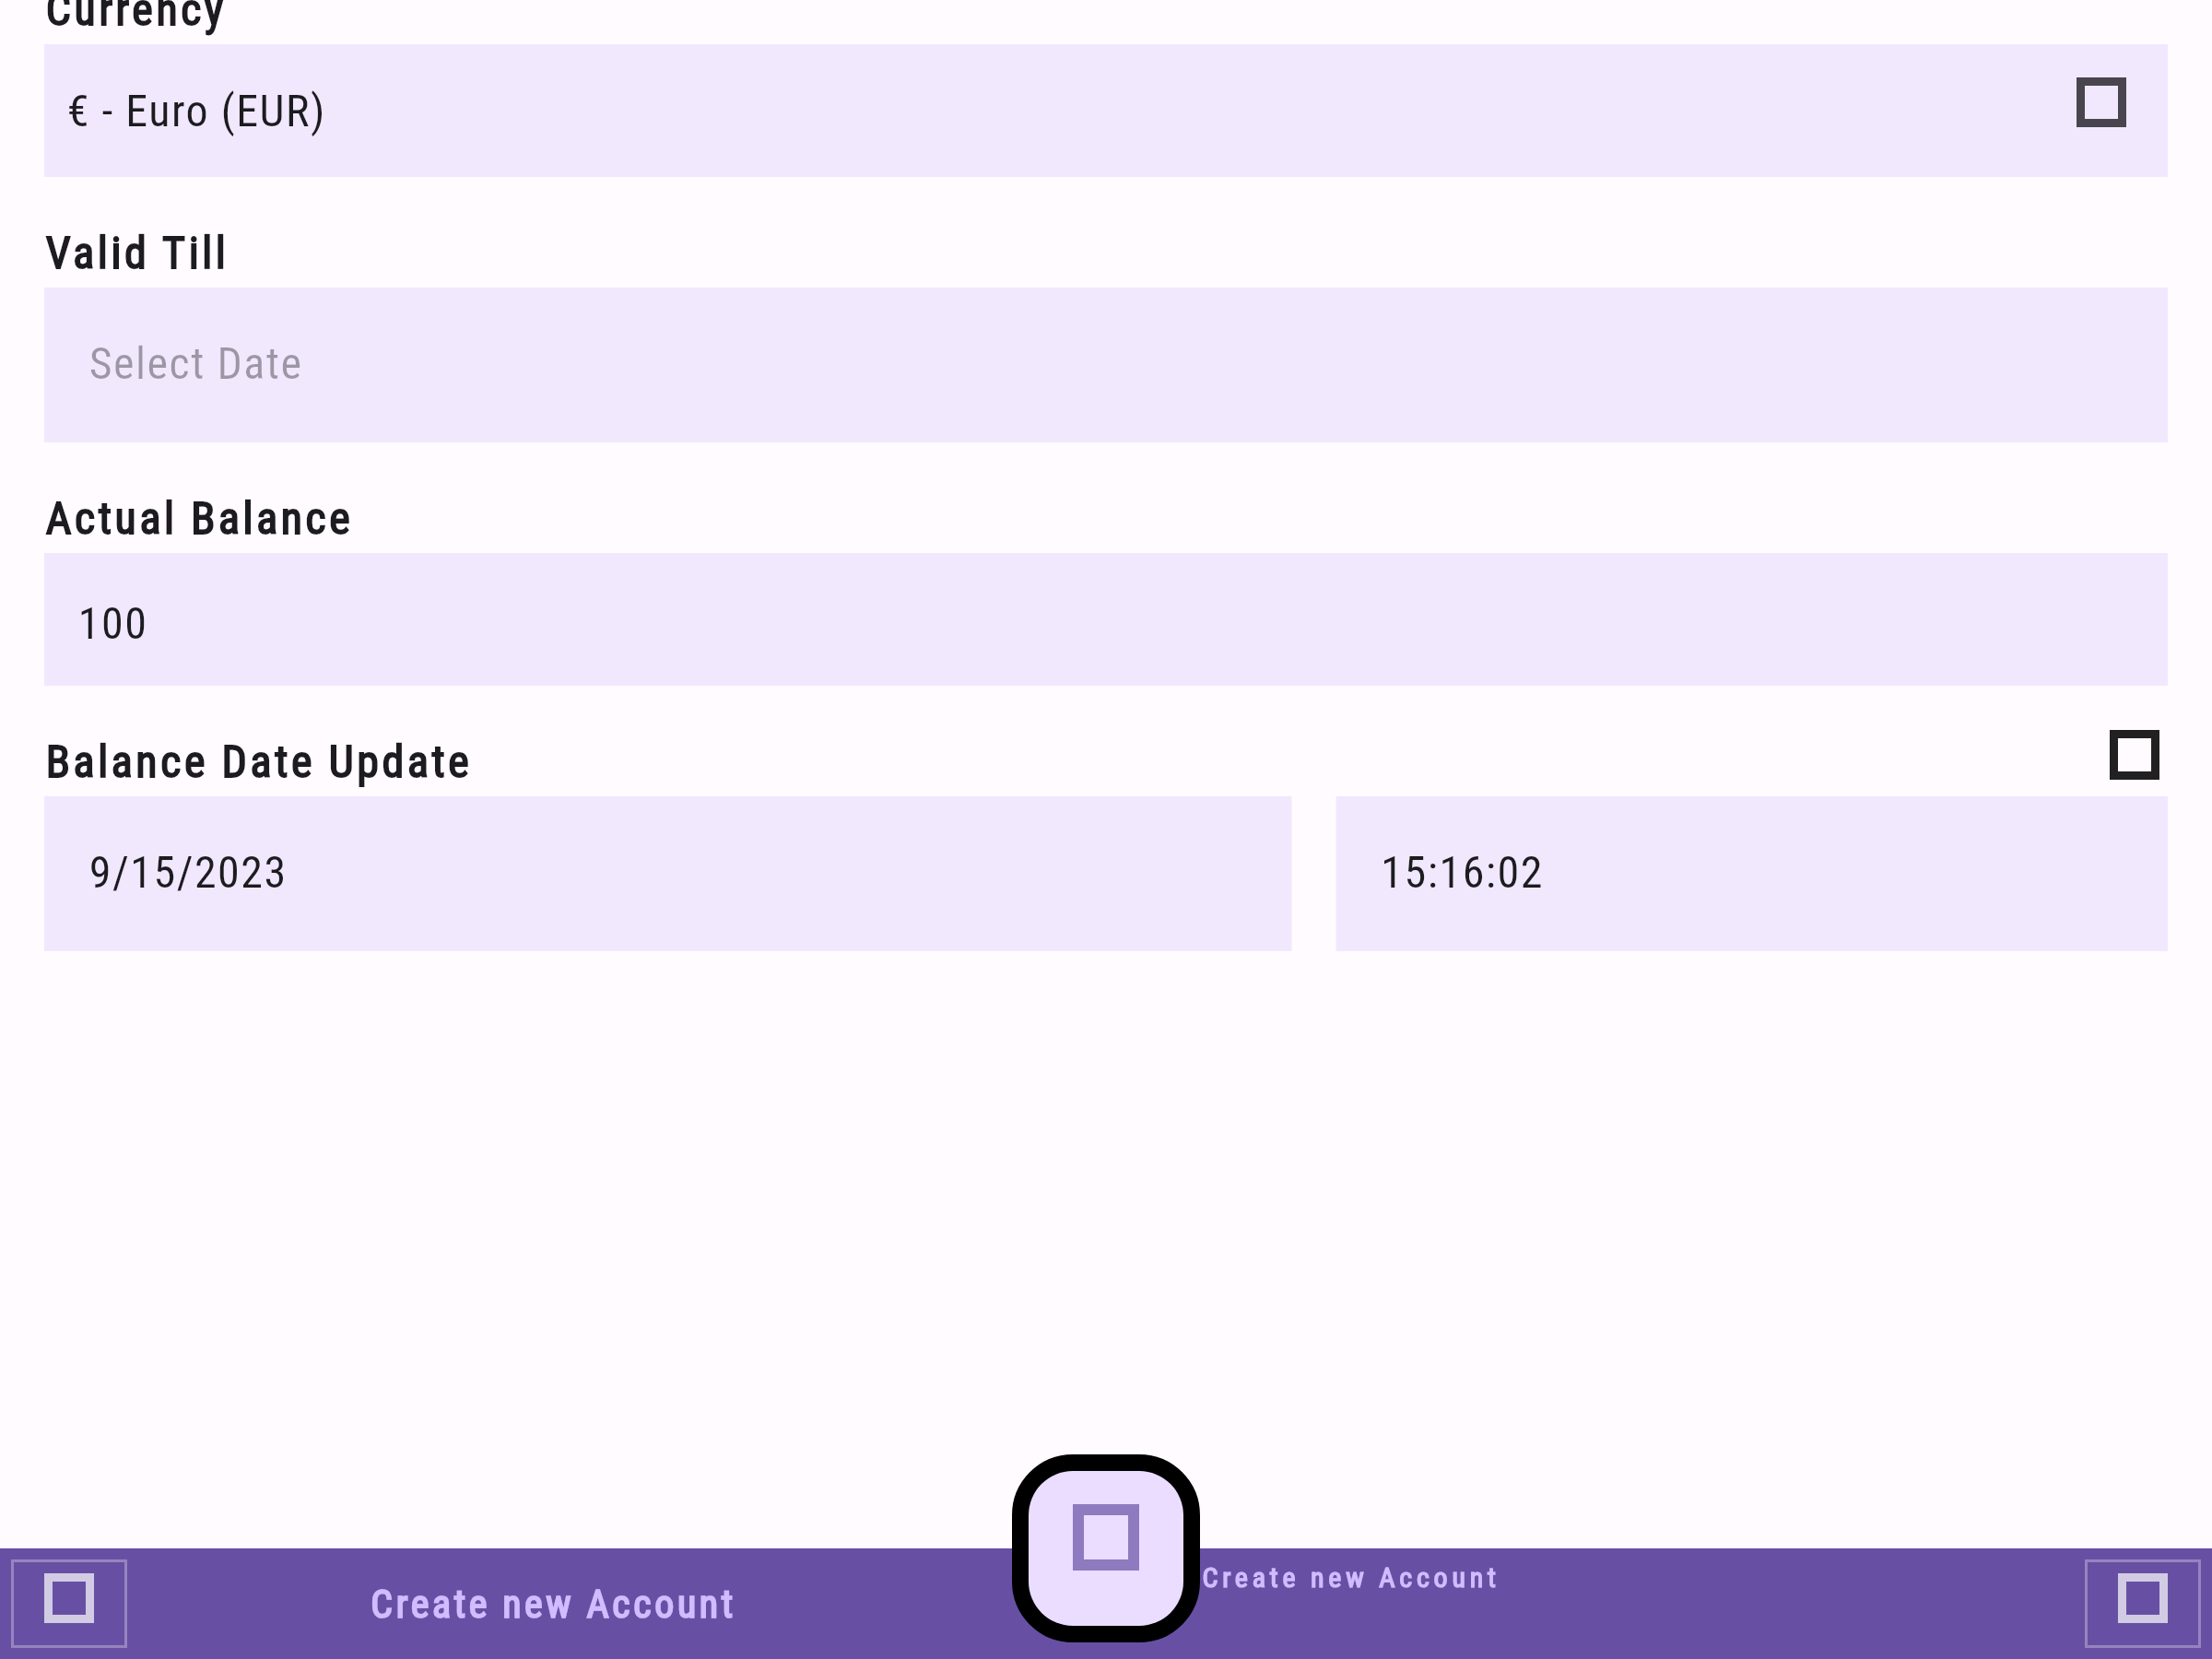 Currency
€ - Euro (EUR)
Valid Till
Select Date
Actual Balance
100
Balance Date Update
9/15/2023
15:16:02
Create new Account
Create new Account